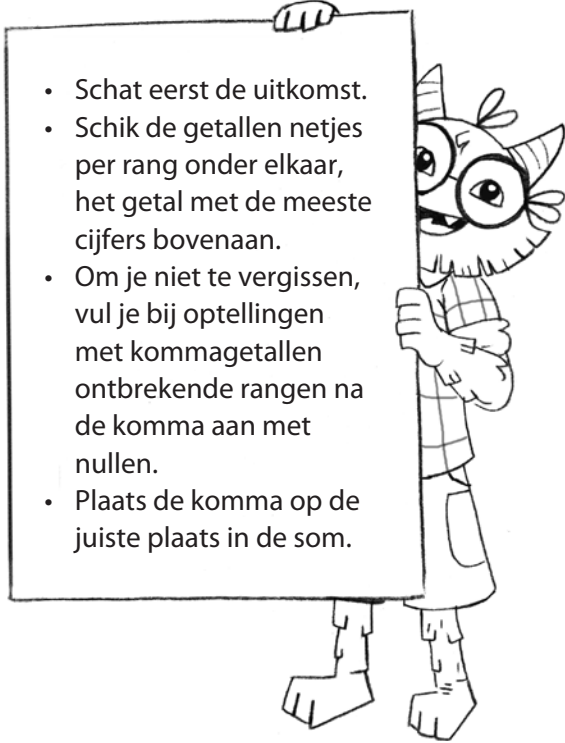 • Schat eerst de uitkomst.
• Schik de getallen netjes
per rang onder elkaar,
het getal met de meeste
cijfers bovenaan.
• Om je niet te vergissen,
vul je bij optellingen
met kommagetallen
ontbrekende rangen na
de komma aan met
nullen.
• Plaats de komma op de
juiste plaats in de som.